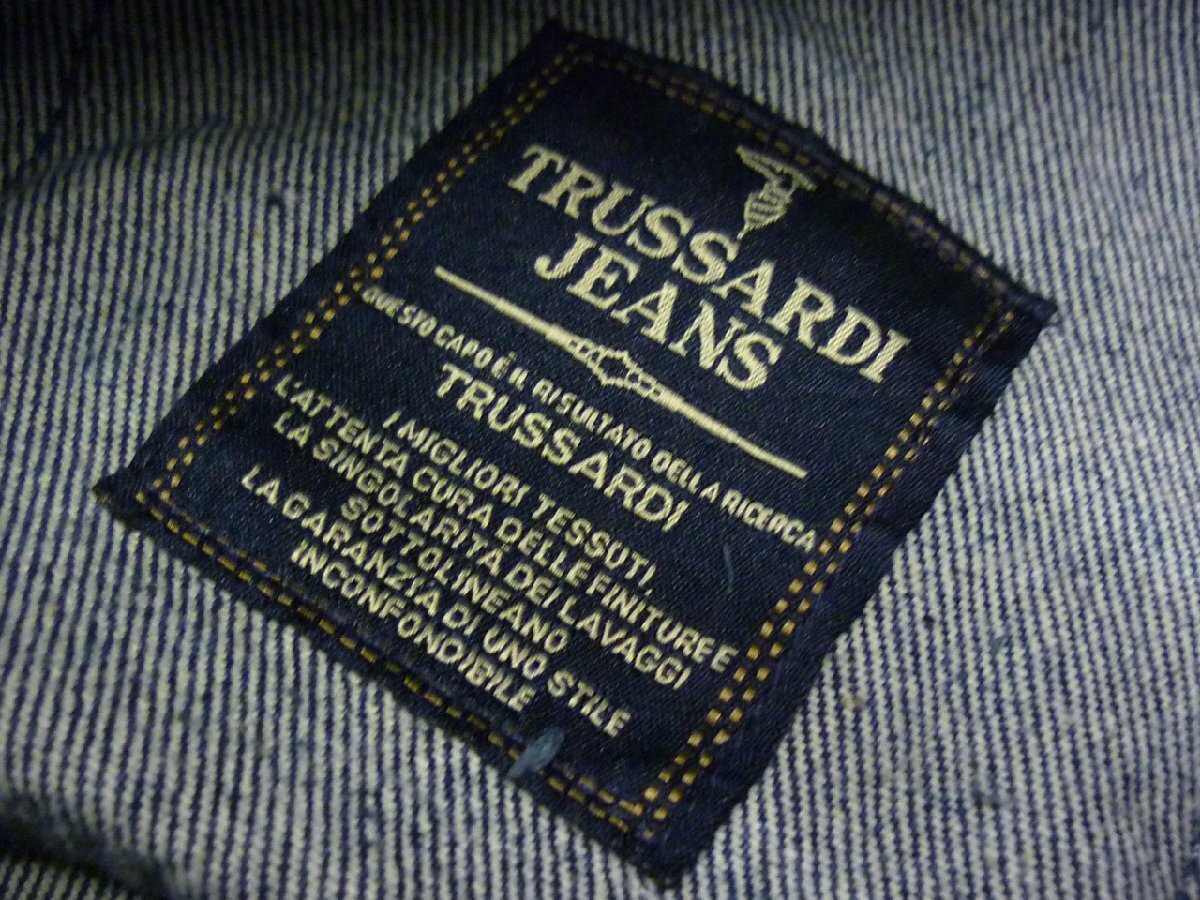 TRUSSARDI
JEANS
QUESTO CAPO È IL RISULTATO DELLA RICERCA
TRUSSARDI
I MIGLIORI TESSUTI,
L'ATTENTA CURA DELLE FINITURE E
LA SINGOLARITÀ DEI LAVAGGI
SOTTOLINEANO
LA GARANZIA DI UNO STILE
INCONFONDIBILE